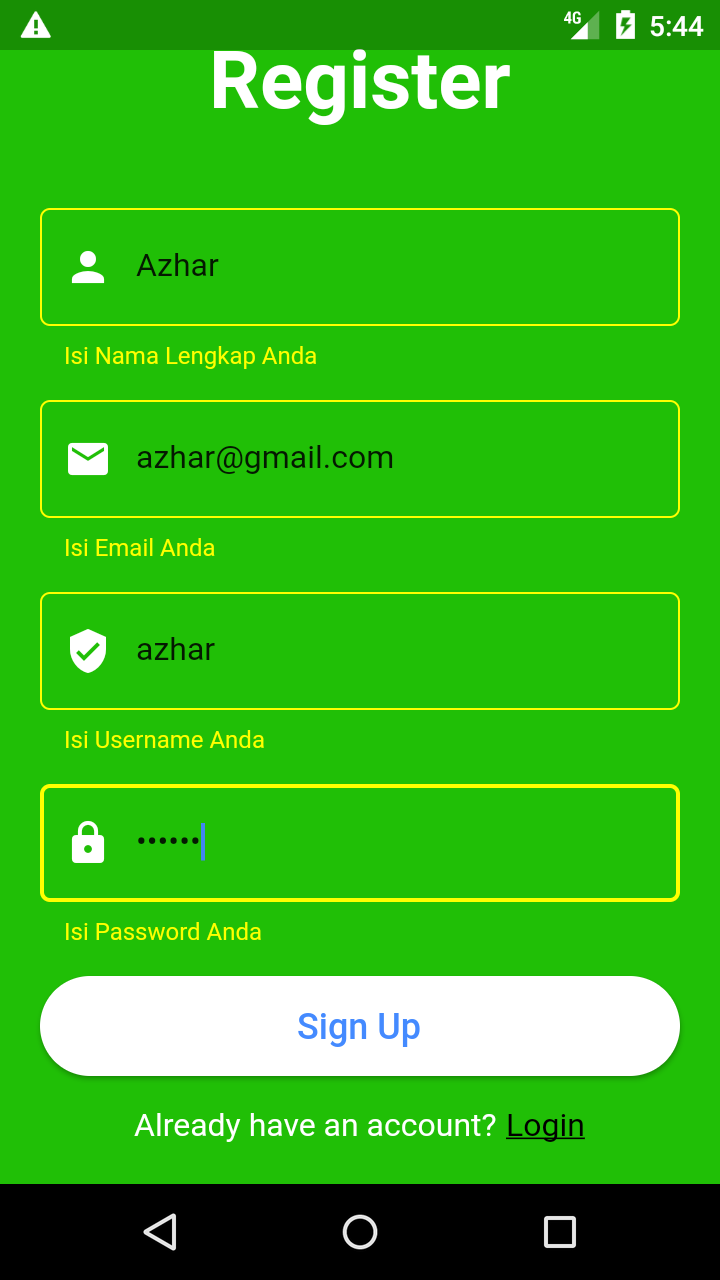 4G 5:44
Register
Azhar
Isi Nama Lengkap Anda
azhar@gmail.com
Isi Email Anda
azhar
Isi Username Anda
••••••
Isi Password Anda
Sign Up
Already have an account? Login